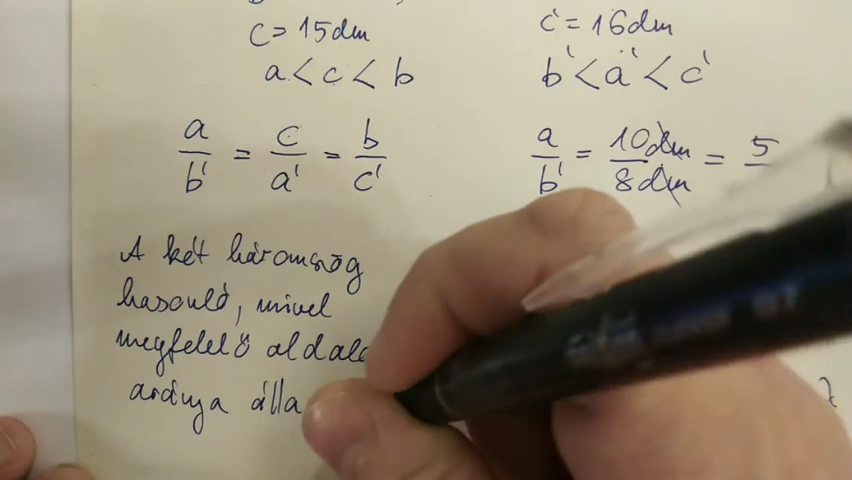 c = 15dm
c' = 16dm
a < c < b
b' < a' < c'
a/b' = c/a' = b/c'
a/b' = 10dm/8dm = 5
A két háromszög
hasonló, mivel
megfelelő oldala
aránya álla